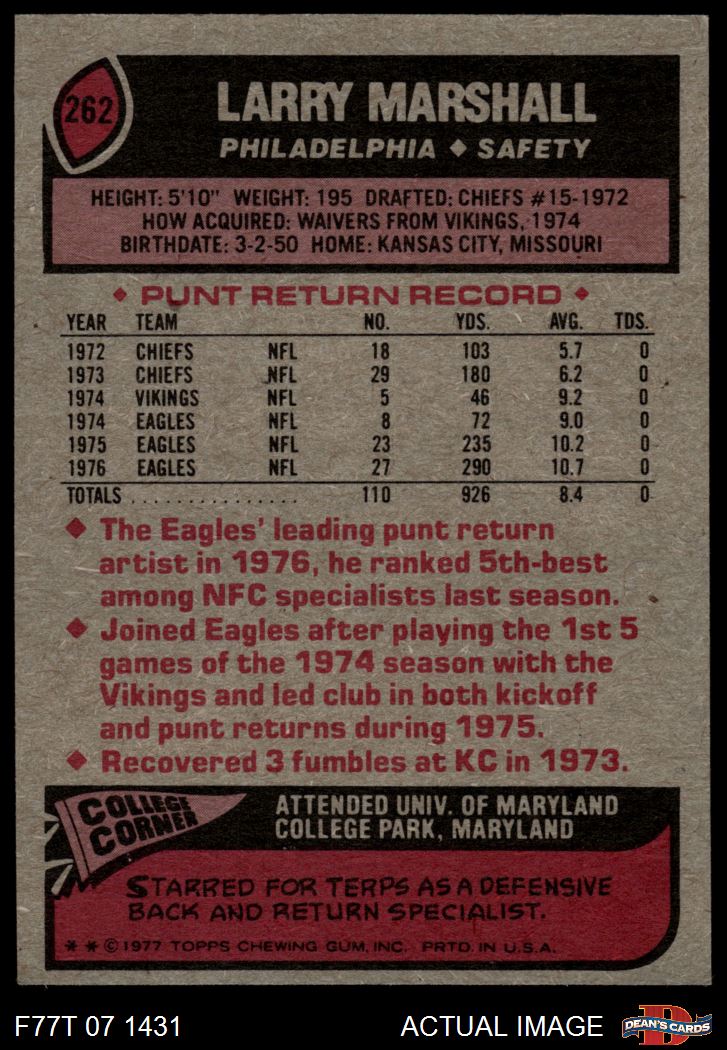 262
LARRY MARSHALL
PHILADELPHIA ◆ SAFETY
HEIGHT: 5'10" WEIGHT: 195 DRAFTED: CHIEFS #15-1972
HOW ACQUIRED: WAIVERS FROM VIKINGS, 1974
BIRTHDATE: 3-2-50 HOME: KANSAS CITY, MISSOURI
◆ PUNT RETURN RECORD ◆
YEAR TEAM NO. YDS. AVG. TDS.
1972 CHIEFS NFL 18 103 5.7 0
1973 CHIEFS NFL 29 180 6.2 0
1974 VIKINGS NFL 5 46 9.2 0
1974 EAGLES NFL 8 72 9.0 0
1975 EAGLES NFL 23 235 10.2 0
1976 EAGLES NFL 27 290 10.7 0
TOTALS ................ 110 926 8.4 0
◆ The Eagles' leading punt return
artist in 1976, he ranked 5th-best
among NFC specialists last season.
◆ Joined Eagles after playing the 1st 5
games of the 1974 season with the
Vikings and led club in both kickoff
and punt returns during 1975.
◆ Recovered 3 fumbles at KC in 1973.
COLLEGE
CORNER
ATTENDED UNIV. OF MARYLAND
COLLEGE PARK, MARYLAND
STARRED FOR TERPS AS A DEFENSIVE
BACK AND RETURN SPECIALIST.
* * © 1977 TOPPS CHEWING GUM, INC. PRTD. IN U.S.A.
F77T 07 1431 ACTUAL IMAGE
D
DEAN'S CARDS